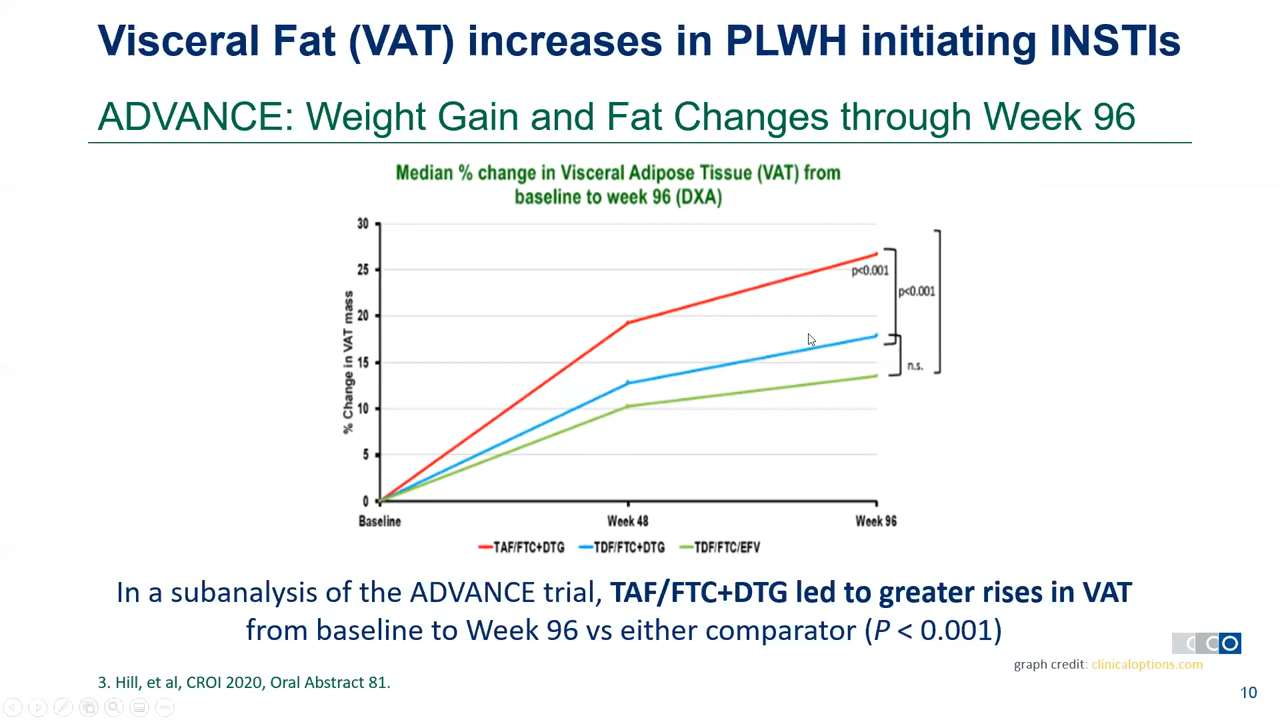 Visceral Fat (VAT) increases in PLWH initiating INSTIs
ADVANCE: Weight Gain and Fat Changes through Week 96
Median % change in Visceral Adipose Tissue (VAT) from
baseline to week 96 (DXA)
% Change in VAT mass
30
25
20
15
10
5
0
p<0.001
p<0.001
n.s.
Baseline
Week 48
Week 96
TAF/FTC+DTG
TDF/FTC+DTG
TDF/FTC/EFV
In a subanalysis of the ADVANCE trial, TAF/FTC+DTG led to greater rises in VAT
from baseline to Week 96 vs either comparator (P < 0.001)
CCO
graph credit: clinicaloptions.com
3. Hill, et al, CROI 2020, Oral Abstract 81.
10